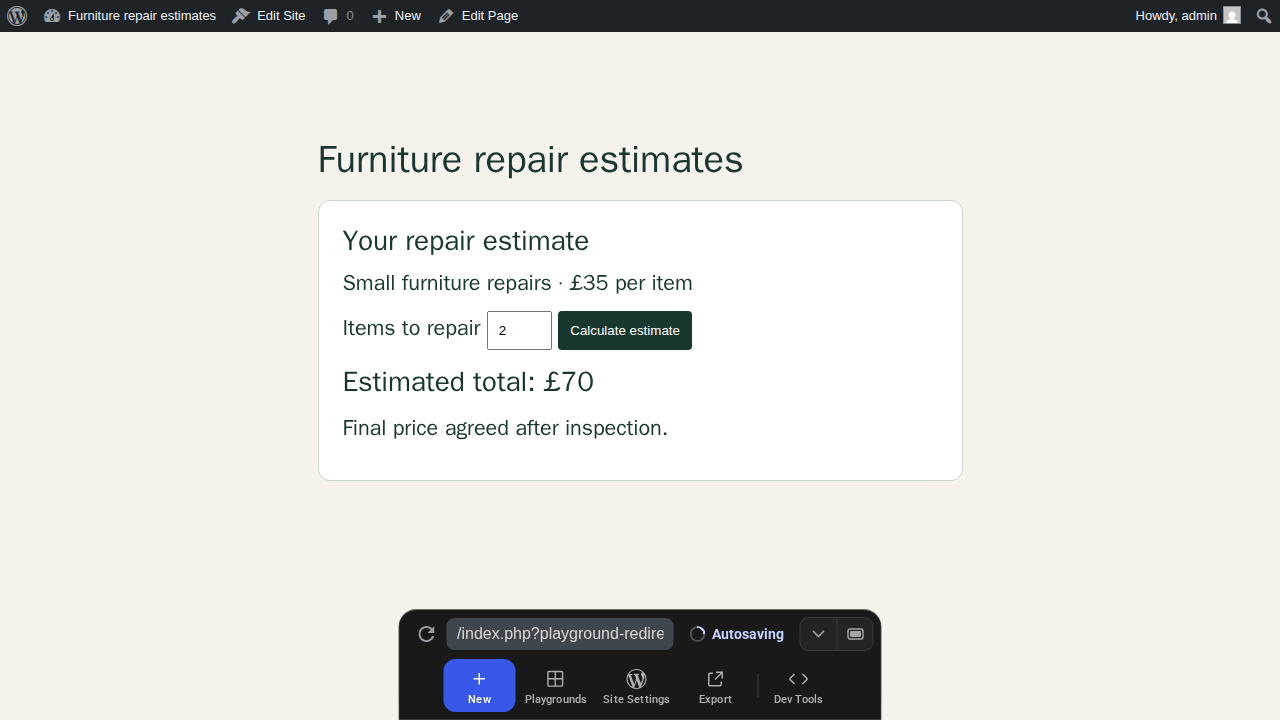 Furniture repair estimates Edit Site 0 New Edit Page Howdy, admin
Furniture repair estimates
Your repair estimate
Small furniture repairs · £35 per item
Items to repair 2 Calculate estimate
Estimated total: £70
Final price agreed after inspection.
/index.php?playground-redire Autosaving
New Playgrounds Site Settings Export Dev Tools